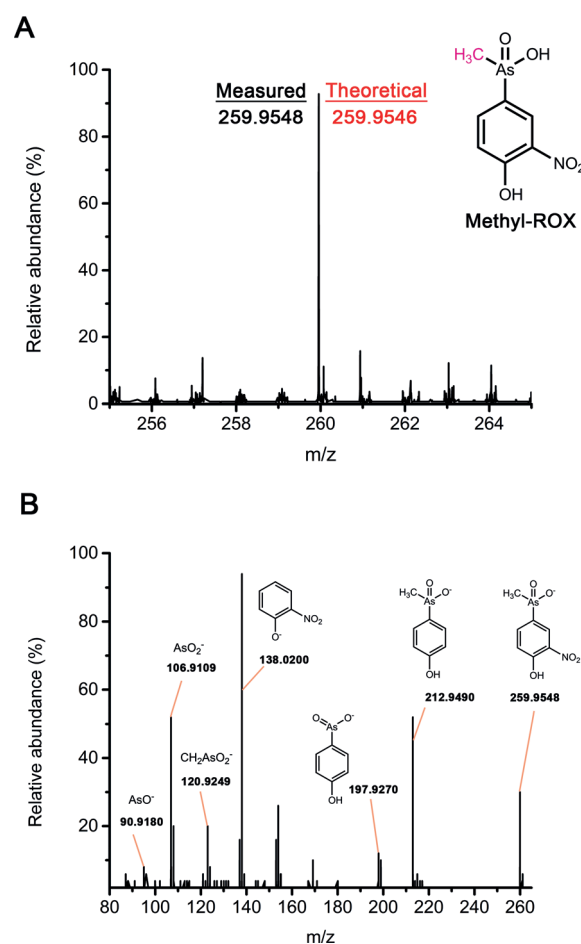 A
H₃C
O
OH
As
NO₂
OH
Methyl-ROX
Measured Theoretical
259.9548 259.9546
Relative abundance (%)
100
80
60
40
20
0
256 258 260 262 264
m/z
B
Relative abundance (%)
100
80
60
40
20
AsO⁻
90.9180
AsO₂⁻
106.9109
CH₂AsO₂⁻
120.9249
NO₂
O⁻
138.0200
O
As
O⁻
OH
197.9270
O
H₃C
As
O⁻
OH
212.9490
O
H₃C
As
O⁻
NO₂
OH
259.9548
80 100 120 140 160 180 200 220 240 260
m/z